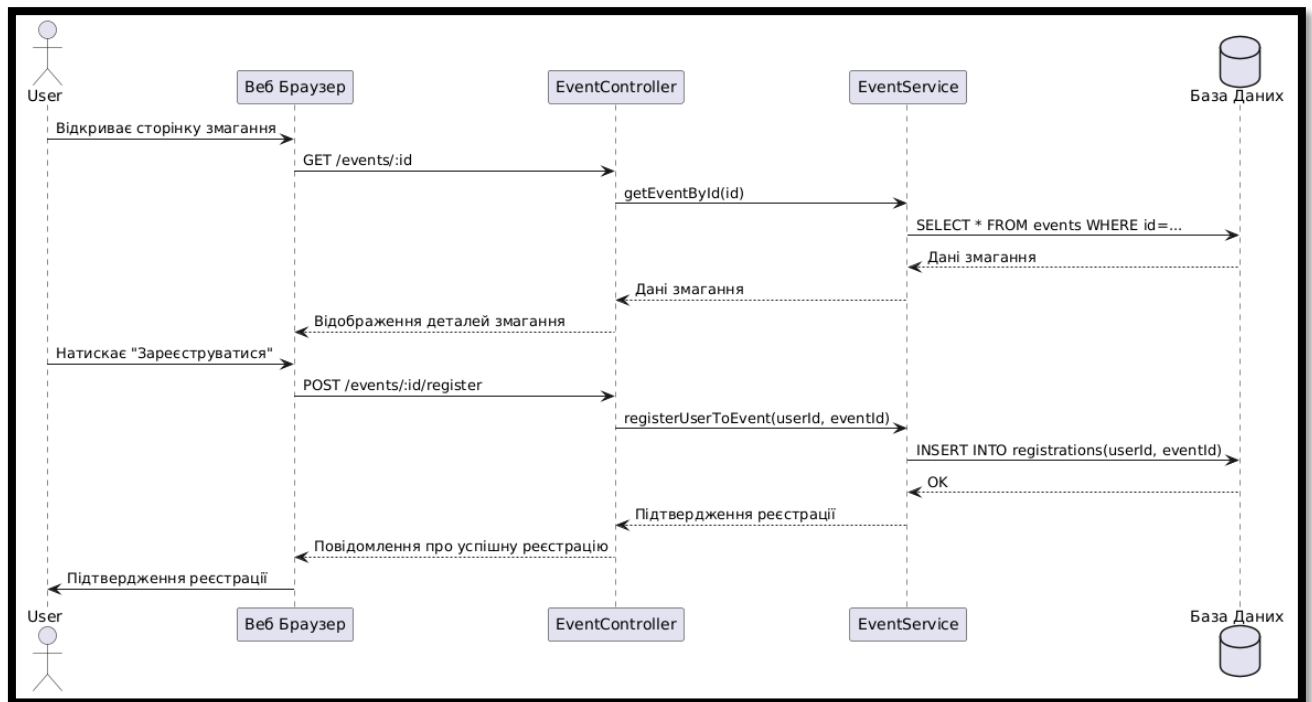 User
Веб Браузер
EventController
EventService
База Даних
Відкриває сторінку змагання
GET /events/:id
getEventById(id)
SELECT * FROM events WHERE id=...
Дані змагання
Дані змагання
Відображення деталей змагання
Натискає "Зареєструватися"
POST /events/:id/register
registerUserToEvent(userId, eventId)
INSERT INTO registrations(userId, eventId)
OK
Підтвердження реєстрації
Повідомлення про успішну реєстрацію
Підтвердження реєстрації
User
Веб Браузер
EventController
EventService
База Даних